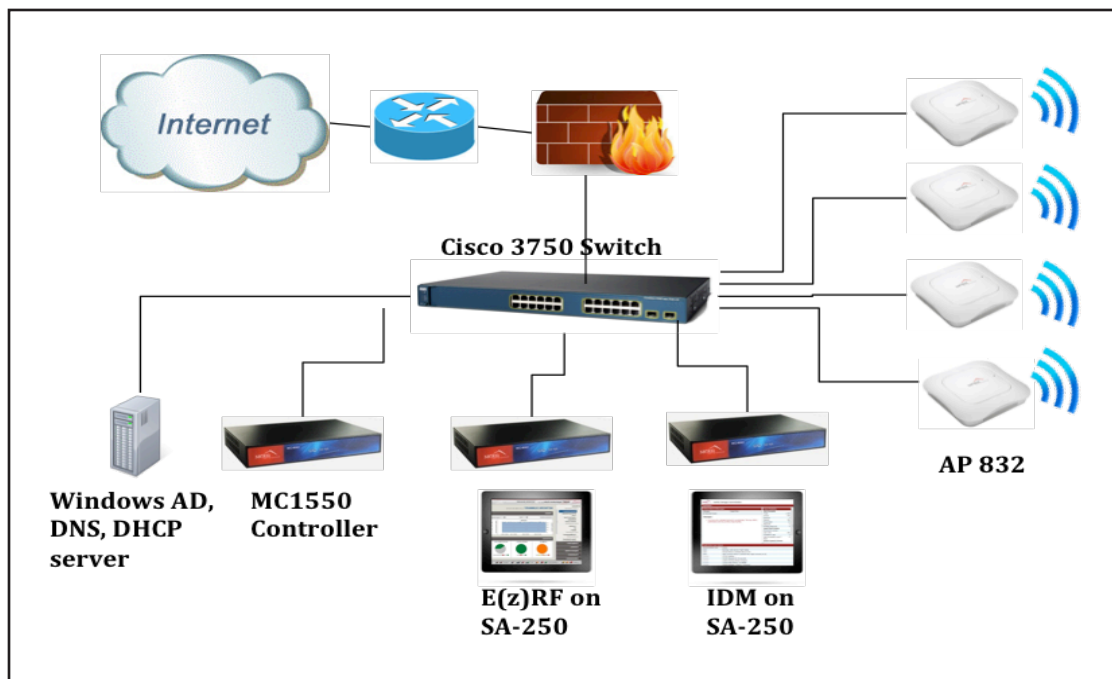 Internet
Cisco 3750 Switch
AP 832
Windows AD,
DNS, DHCP
server
MC1550
Controller
E(z)RF on
SA-250
IDM on
SA-250